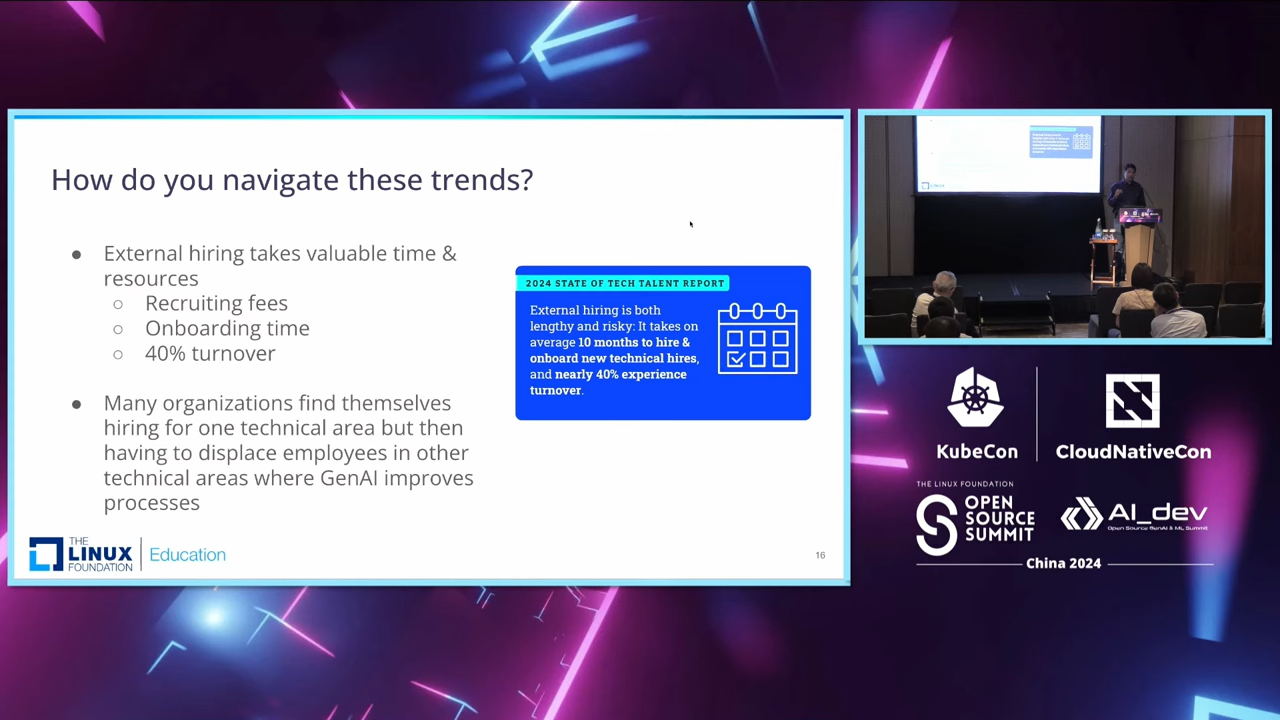 How do you navigate these trends?
● External hiring takes valuable time &
resources
○ Recruiting fees
○ Onboarding time
○ 40% turnover
● Many organizations find themselves
hiring for one technical area but then
having to displace employees in other
technical areas where GenAI improves
processes
2024 STATE OF TECH TALENT REPORT
External hiring is both
lengthy and risky: It takes on
average 10 months to hire &
onboard new technical hires,
and nearly 40% experience
turnover.
THE
LINUX
FOUNDATION
Education
16
KubeCon
CloudNativeCon
THE LINUX FOUNDATION
OPEN
SOURCE
SUMMIT
AI_dev
Open Source GenAI & ML Summit
China 2024